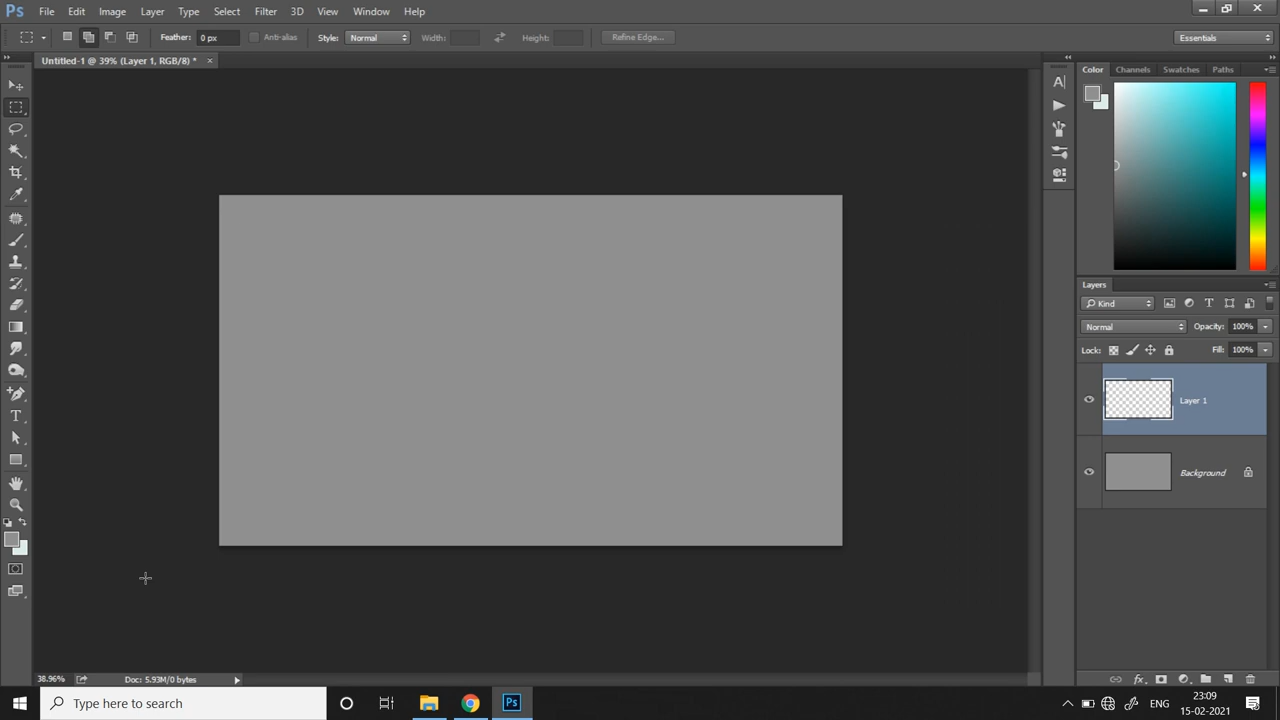 Ps File Edit Image Layer Type Select Filter 3D View Window Help
Feather: 0 px Anti-alias Style: Normal Width: Height: Refine Edge... Essentials
Untitled-1 @ 39% (Layer 1, RGB/8) * ×
Color Channels Swatches Paths
Layers
Kind
Normal Opacity: 100%
Lock: Fill: 100%
Layer 1
Background
38.96% Doc: 5.93M/0 bytes
Type here to search
Ps
ENG
23:09
15-02-2021